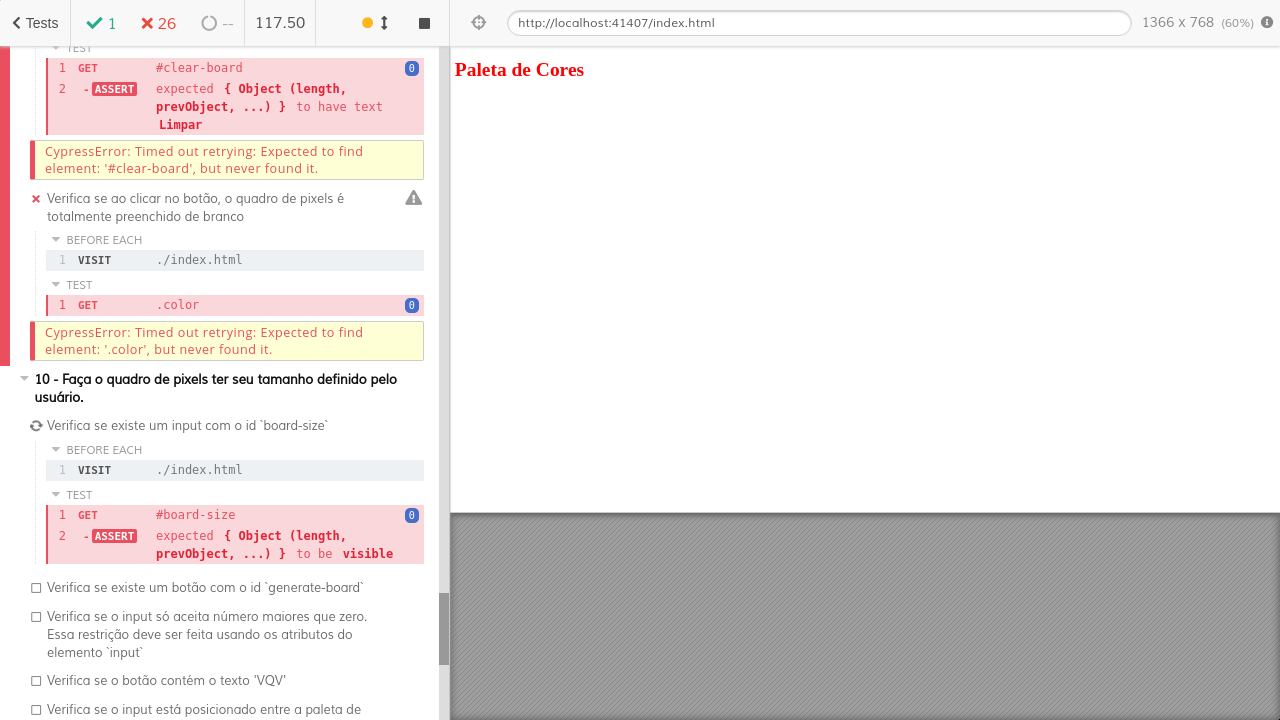 Tests 1 26 -- 117.50 http://localhost:41407/index.html 1366 x 768 (60%)
TEST
1 GET #clear-board 0
2 -ASSERT expected { Object (length,
prevObject, ...) } to have text
Limpar
CypressError: Timed out retrying: Expected to find
element: '#clear-board', but never found it.
Verifica se ao clicar no botão, o quadro de pixels é
totalmente preenchido de branco
BEFORE EACH
1 VISIT ./index.html
TEST
1 GET .color 0
CypressError: Timed out retrying: Expected to find
element: '.color', but never found it.
10 - Faça o quadro de pixels ter seu tamanho definido pelo
usuário.
Verifica se existe um input com o id `board-size`
BEFORE EACH
1 VISIT ./index.html
TEST
1 GET #board-size 0
2 -ASSERT expected { Object (length,
prevObject, ...) } to be visible
Verifica se existe um botão com o id `generate-board`
Verifica se o input só aceita número maiores que zero.
Essa restrição deve ser feita usando os atributos do
elemento `input`
Verifica se o botão contém o texto 'VQV'
Verifica se o input está posicionado entre a paleta de
Paleta de Cores